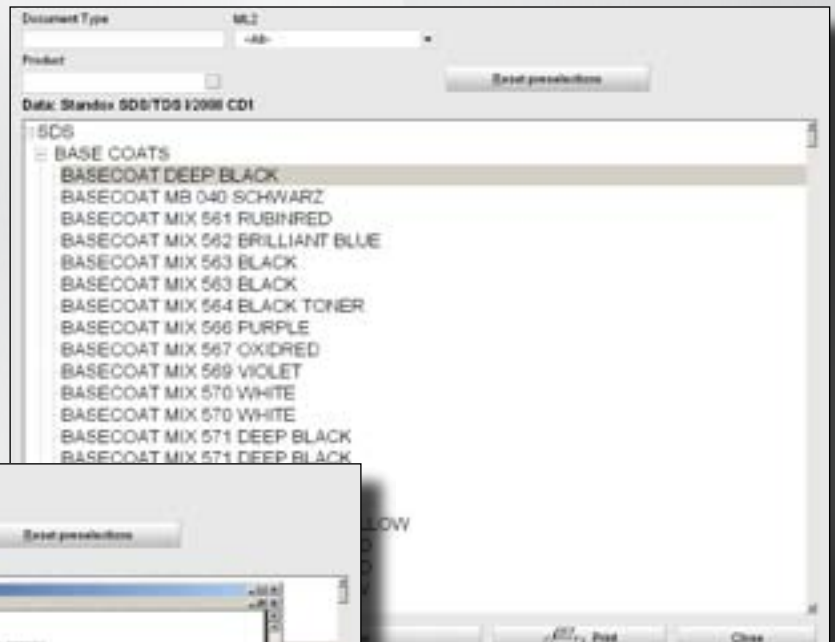 Document Type ML2
-All-
Product
Reset preselections
Data: Standox SDS/TDS I/2008 CD1
SDS
BASE COATS
BASECOAT DEEP BLACK
BASECOAT MB 040 SCHWARZ
BASECOAT MIX 561 RUBINRED
BASECOAT MIX 562 BRILLIANT BLUE
BASECOAT MIX 563 BLACK
BASECOAT MIX 563 BLACK
BASECOAT MIX 564 BLACK TONER
BASECOAT MIX 566 PURPLE
BASECOAT MIX 567 OXIDRED
BASECOAT MIX 569 VIOLET
BASECOAT MIX 570 WHITE
BASECOAT MIX 570 WHITE
BASECOAT MIX 571 DEEP BLACK
BASECOAT MIX 571 DEEP BLACK
LLOW
Reset preselections
Print Close